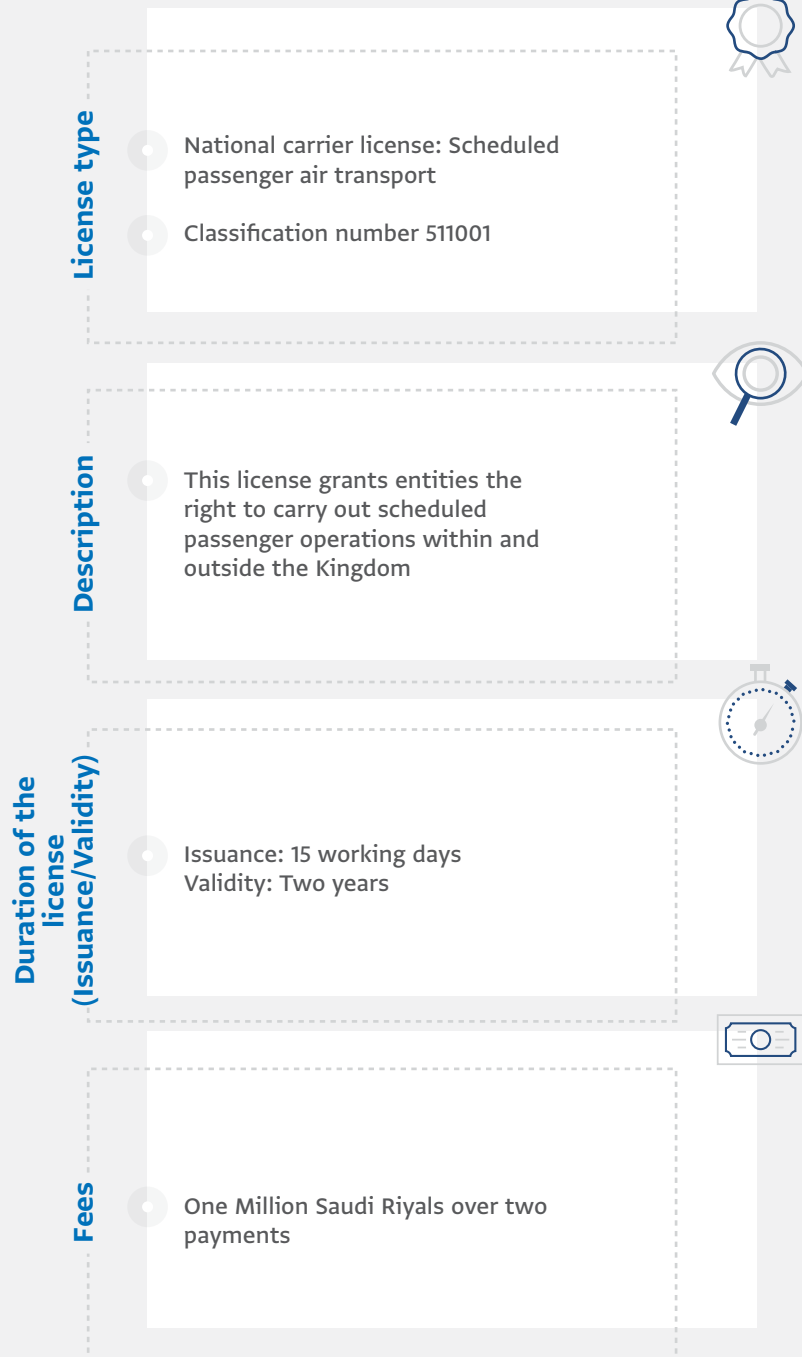 License type
National carrier license: Scheduled
passenger air transport
Classification number 511001
Description
This license grants entities the
right to carry out scheduled
passenger operations within and
outside the Kingdom
Duration of the
license
(Issuance/Validity)
Issuance: 15 working days
Validity: Two years
Fees
One Million Saudi Riyals over two
payments